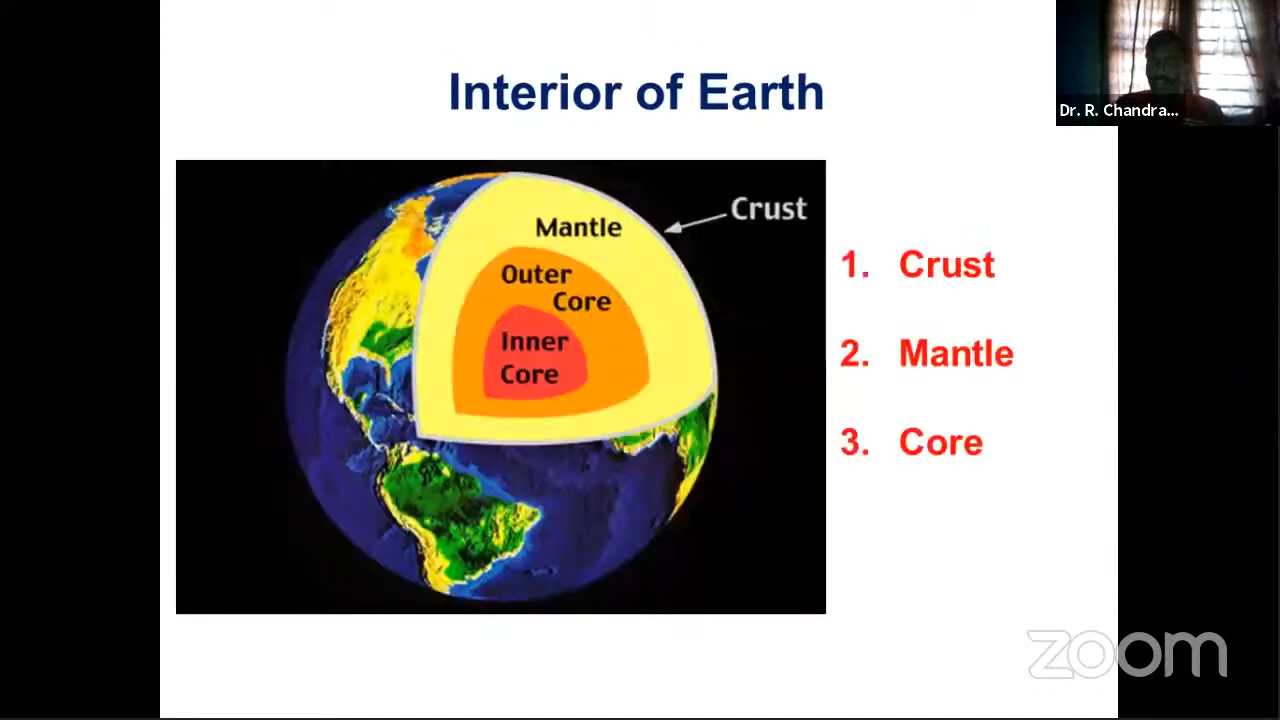 Interior of Earth
Dr. R. Chandra...
Crust
Mantle
Outer
Core
Inner
Core
1. Crust
2. Mantle
3. Core
zoom